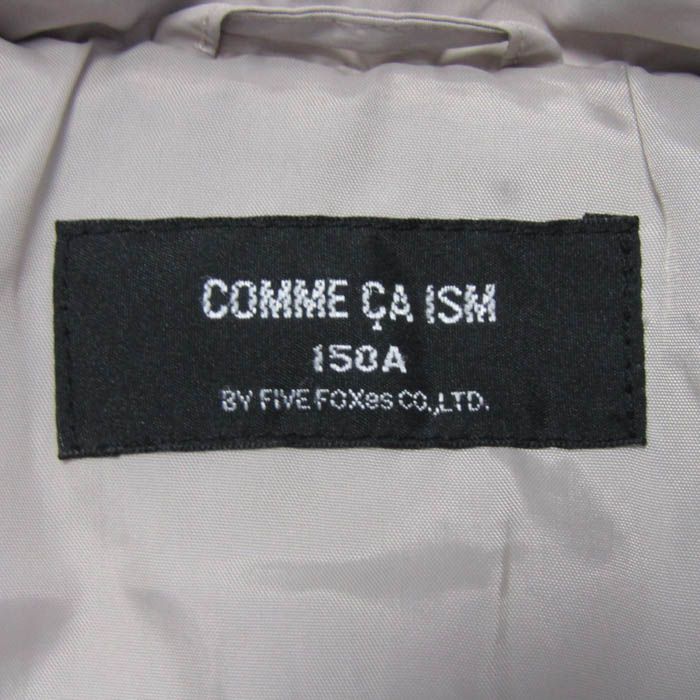 COMME ÇA ISM
150A
BY FIVE FOXes CO.,LTD.